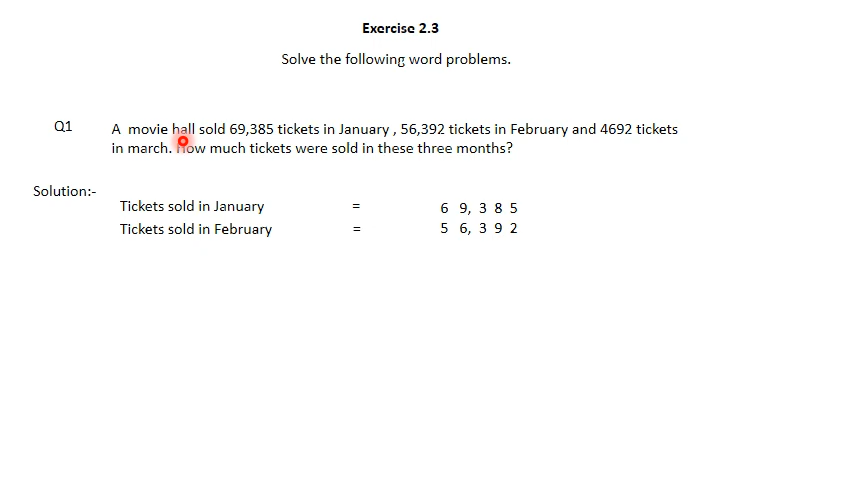 Exercise 2.3
Solve the following word problems.
Q1 A movie hall sold 69,385 tickets in January , 56,392 tickets in February and 4692 tickets
in march. How much tickets were sold in these three months?
Solution:-
Tickets sold in January = 6 9, 3 8 5
Tickets sold in February = 5 6, 3 9 2